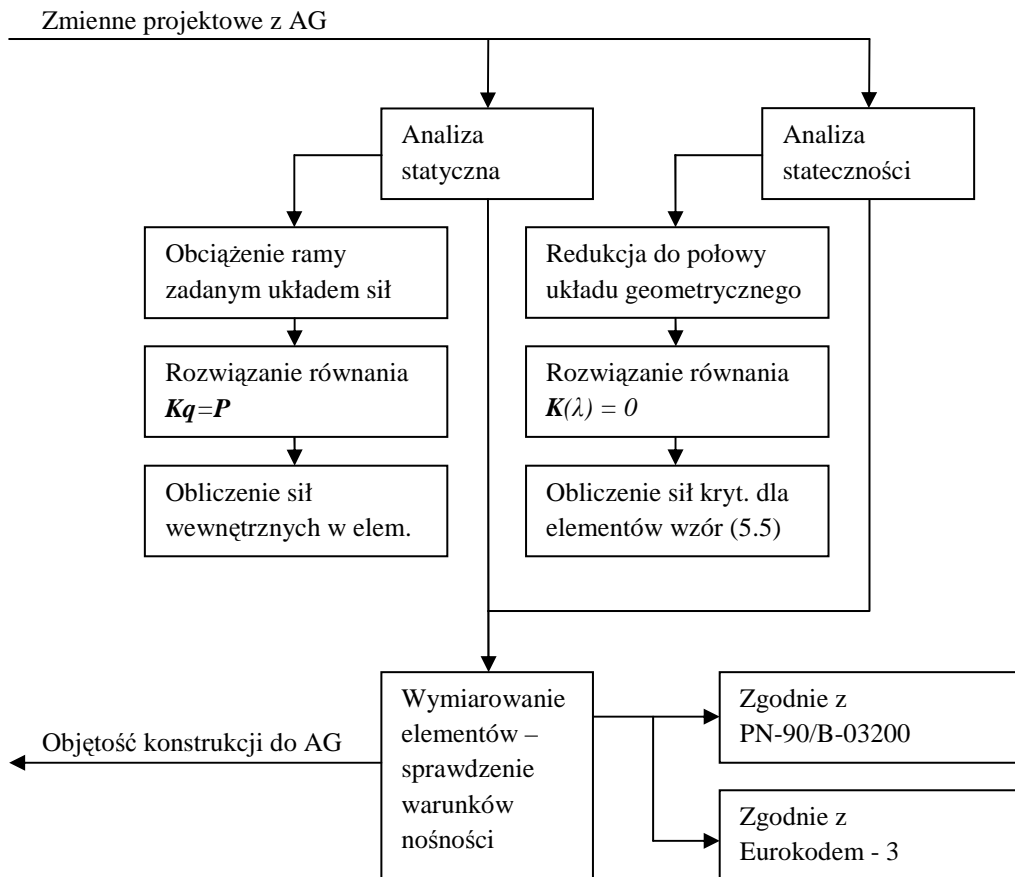 Zmienne projektowe z AG
Analiza
statyczna
Analiza
stateczności
Obciążenie ramy
zadanym układem sił
Redukcja do połowy
układu geometrycznego
Rozwiązanie równania
Kq=P
Rozwiązanie równania
K(λ) = 0
Obliczenie sił
wewnętrznych w elem.
Obliczenie sił kryt. dla
elementów wzór (5.5)
Wymiarowanie
elementów –
sprawdzenie
warunków
nośności
Zgodnie z
PN-90/B-03200
Objętość konstrukcji do AG
Zgodnie z
Eurokodem - 3